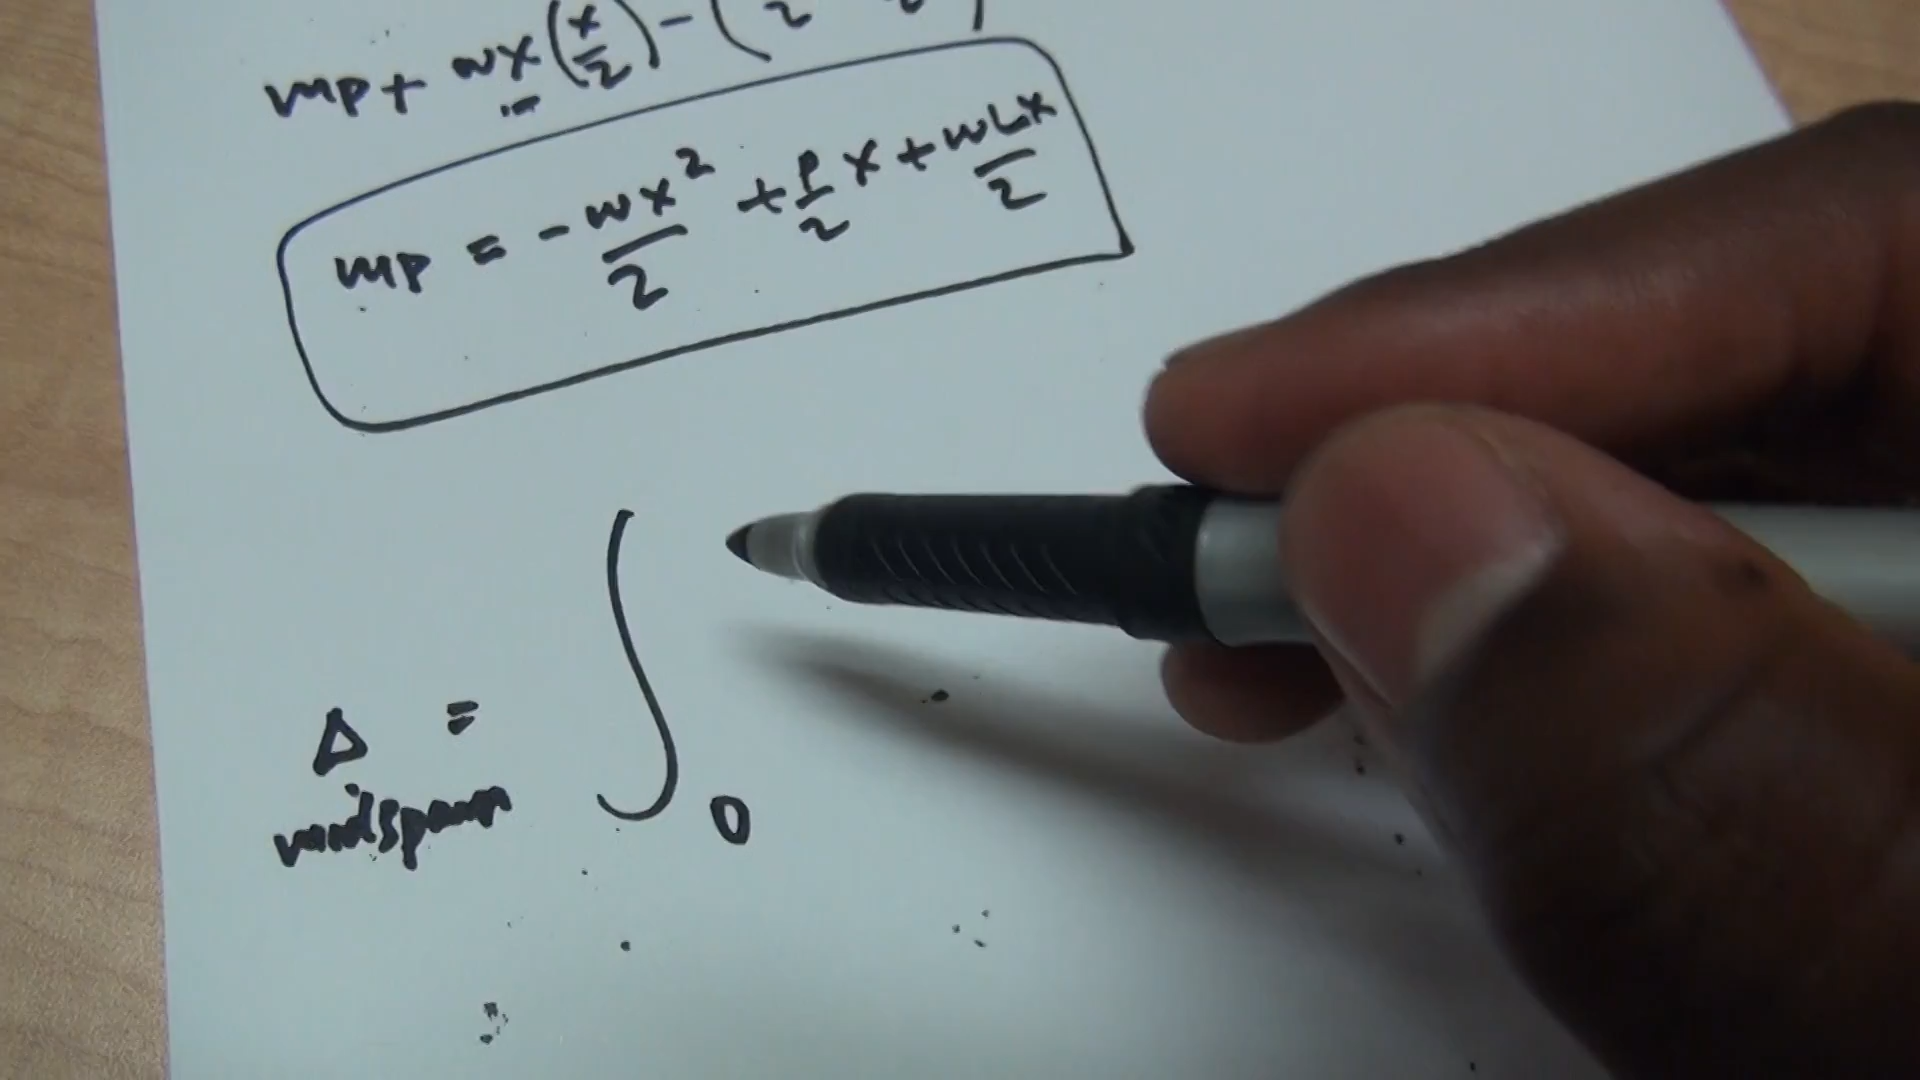 mp + wx(x/2) - (
mp = -wx²/2 + P/2 x + wLx/2
Δ = ∫ 0
midspan